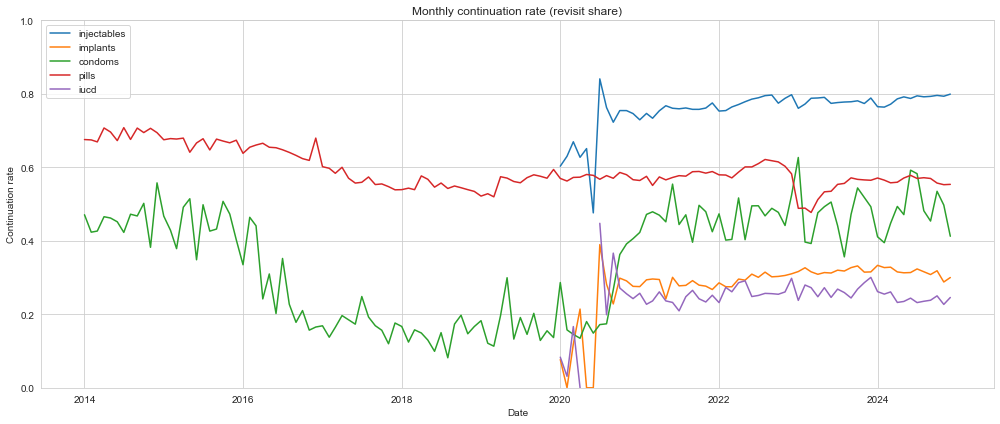 Monthly continuation rate (revisit share)
injectables
implants
condoms
pills
iucd
Continuation rate
1.0
0.8
0.6
0.4
0.2
0.0
2014 2016 2018 2020 2022 2024
Date